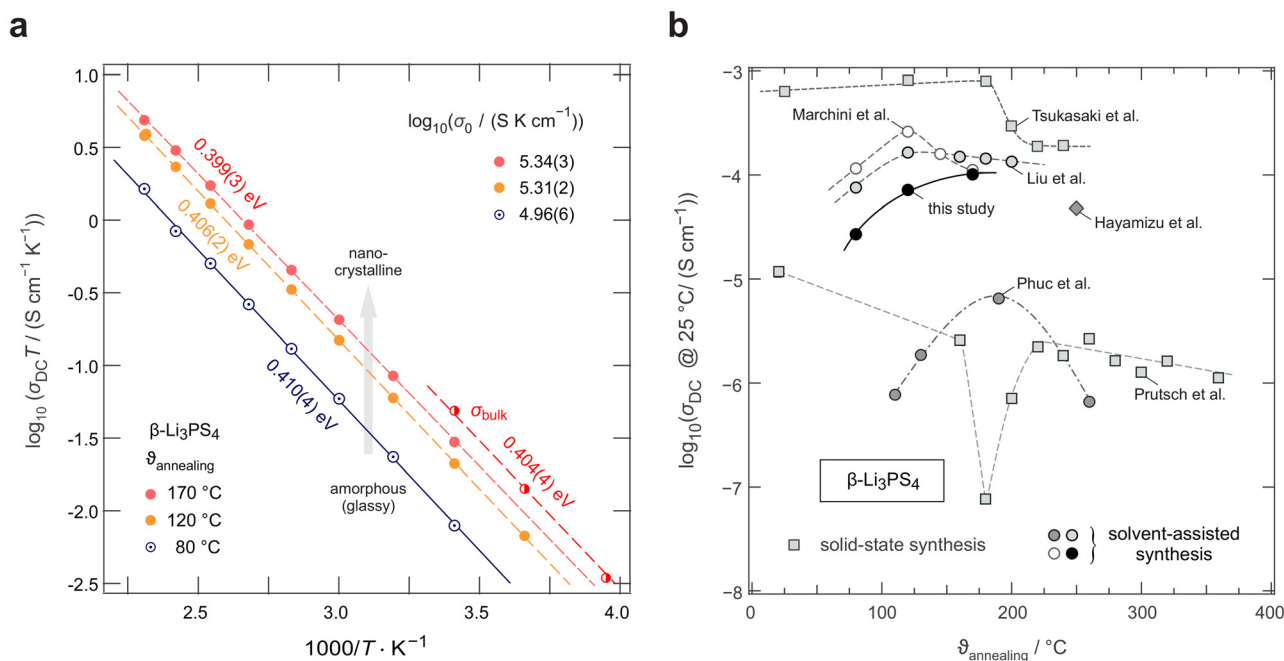 a
log₁₀ (σ_DC T / (S cm⁻¹ K⁻¹))
1.0
0.5
0
-0.5
-1.0
-1.5
-2.0
-2.5
2.5
3.0
3.5
4.0
1000/T · K⁻¹
log₁₀(σ₀ / (S K cm⁻¹))
5.34(3)
5.31(2)
4.96(6)
0.399(3) eV
0.406(2) eV
0.410(4) eV
0.404(4) eV
σ_bulk
nano-
crystalline
amorphous
(glassy)
β-Li₃PS₄
ϑ_annealing
170 °C
120 °C
80 °C
b
log₁₀(σ_DC @ 25 °C/ (S cm⁻¹)
−3
−4
−5
−6
−7
−8
0
100
200
300
400
ϑ_annealing / °C
Marchini et al.
Tsukasaki et al.
Liu et al.
this study
Hayamizu et al.
Phuc et al.
Prutsch et al.
β-Li₃PS₄
solid-state synthesis
solvent-assisted
synthesis